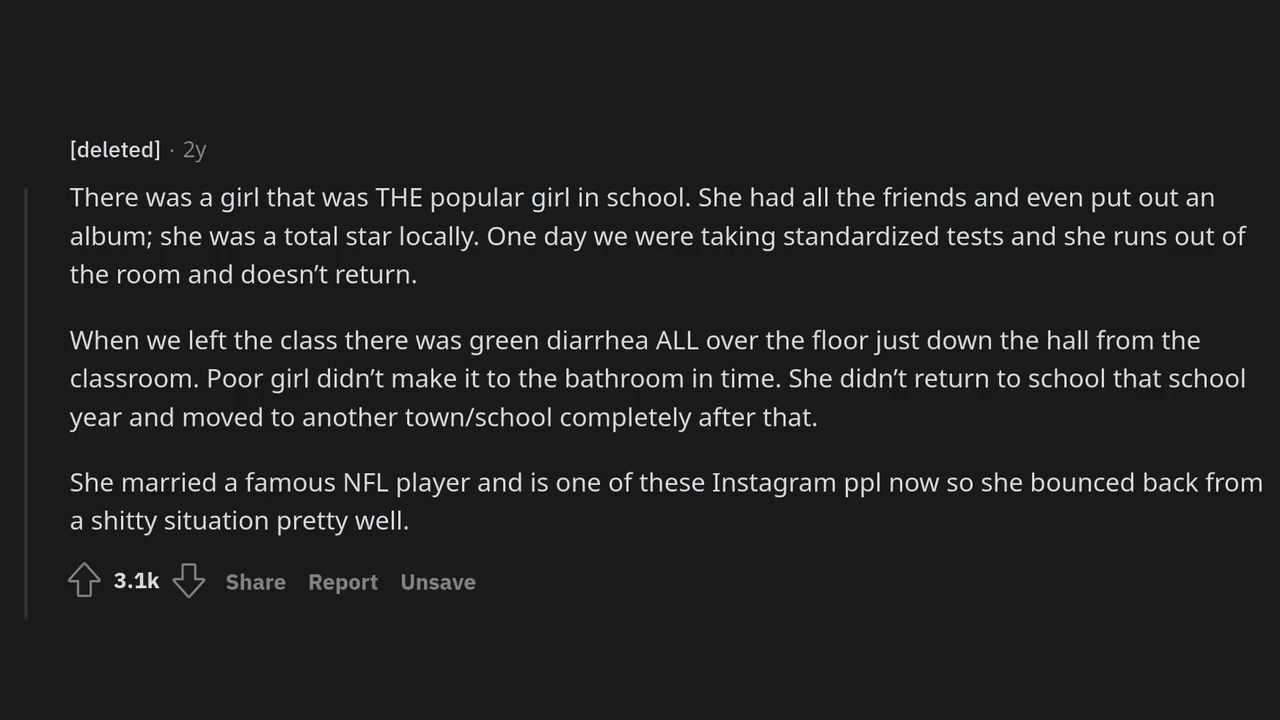 [deleted] · 2y
There was a girl that was THE popular girl in school. She had all the friends and even put out an
album; she was a total star locally. One day we were taking standardized tests and she runs out of
the room and doesn’t return.
When we left the class there was green diarrhea ALL over the floor just down the hall from the
classroom. Poor girl didn’t make it to the bathroom in time. She didn’t return to school that school
year and moved to another town/school completely after that.
She married a famous NFL player and is one of these Instagram ppl now so she bounced back from
a shitty situation pretty well.
3.1k Share Report Unsave